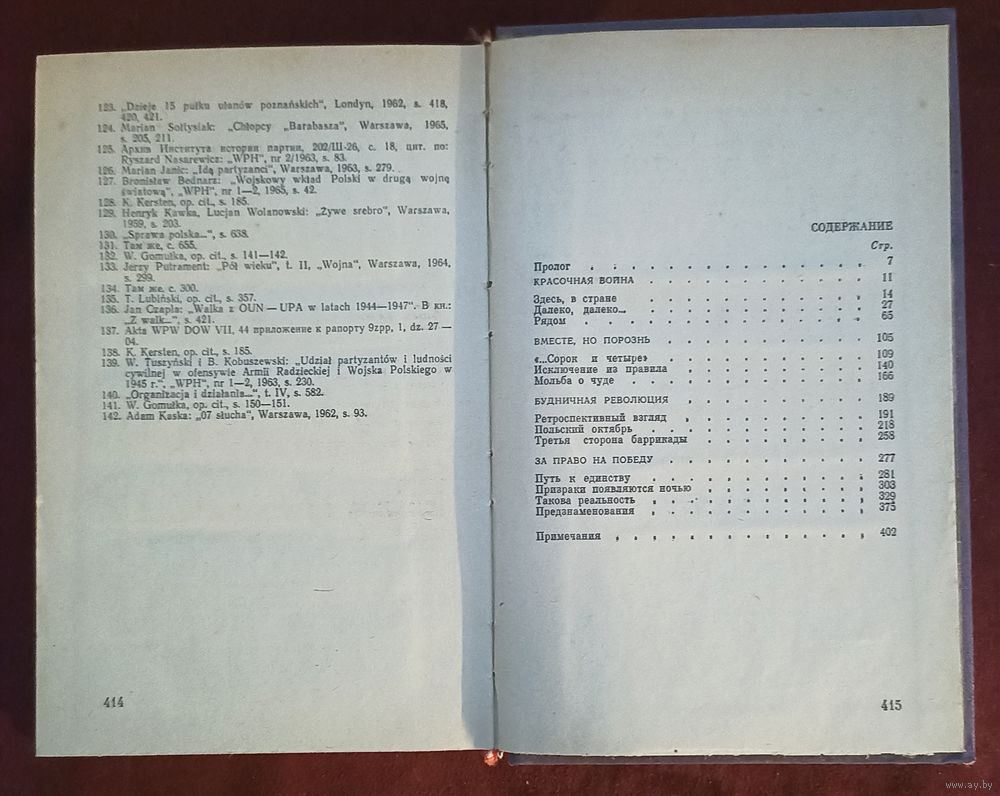 123. „Dzieje 15 pułku ułanów poznańskich“, Londyn, 1962, s. 418,
420, 421.
124. Marian Sołtysiak: „Chłopcy „Barabasza“, Warszawa, 1965,
s. 205, 211.
125. Архив Института истории партии, 202/III-26, с. 18, цит. по:
Ryszard Nasarewicz: „WPH“, nr 2/1963, s. 83.
126. Marian Janic: „Idą partyzanci“, Warszawa, 1963, s. 279.
127. Bronisław Bednarz: „Wojskowy wkład Polski w drugą wojnę
światową“, „WPH“, nr 1—2, 1965, s. 42.
128. K. Kersten, op. cit., s. 185.
129. Henryk Kawka, Lucjan Wolanowski: „Żywe srebro“, Warszawa,
1959, s. 203.
130. „Sprawa polska...“, s. 638.
131. Там же, с. 655.
132. W. Gomułka, op. cit., s. 141—142.
133. Jerzy Putrament: „Pół wieku“, t. II, „Wojna“, Warszawa, 1964,
s. 299.
134. Там же, с. 300.
135. T. Lubiński, op. cit., s. 357.
136. Jan Czapla: „Walka z OUN — UPA w latach 1944—1947“. В кн.:
„Z walk...“, s. 421.
137. Akta WPW DOW VII, 44 приложение к рапорту 9zpp, 1, dz. 27 —
04.
138. K. Kersten, op. cit., s. 185.
139. W. Tuszyński i B. Kobuszewski: „Udział partyzantów i ludności
cywilnej w ofensywie Armii Radzieckiej i Wojska Polskiego w
1945 r.“, „WPH“, nr 1—2, 1963, s. 230.
140. „Organizacja i działania...“, t. IV, s. 582.
141. W. Gomułka, op. cit., s. 150—151.
142. Adam Kaska: „07 słucha“, Warszawa, 1962, s. 93.
414
СОДЕРЖАНИЕ
Стр.
Пролог 7
КРАСОЧНАЯ ВОЙНА 11
Здесь, в стране 14
Далеко, далеко... 27
Рядом 65
ВМЕСТЕ, НО ПОРОЗНЬ 105
«...Сорок и четыре» 109
Исключение из правила 140
Мольба о чуде 166
БУДНИЧНАЯ РЕВОЛЮЦИЯ 189
Ретроспективный взгляд 191
Польский октябрь 218
Третья сторона баррикады 258
ЗА ПРАВО НА ПОБЕДУ 277
Путь к единству 281
Призраки появляются ночью 303
Такова реальность 329
Предзнаменования 375
Примечания 402
415
www.ay.by